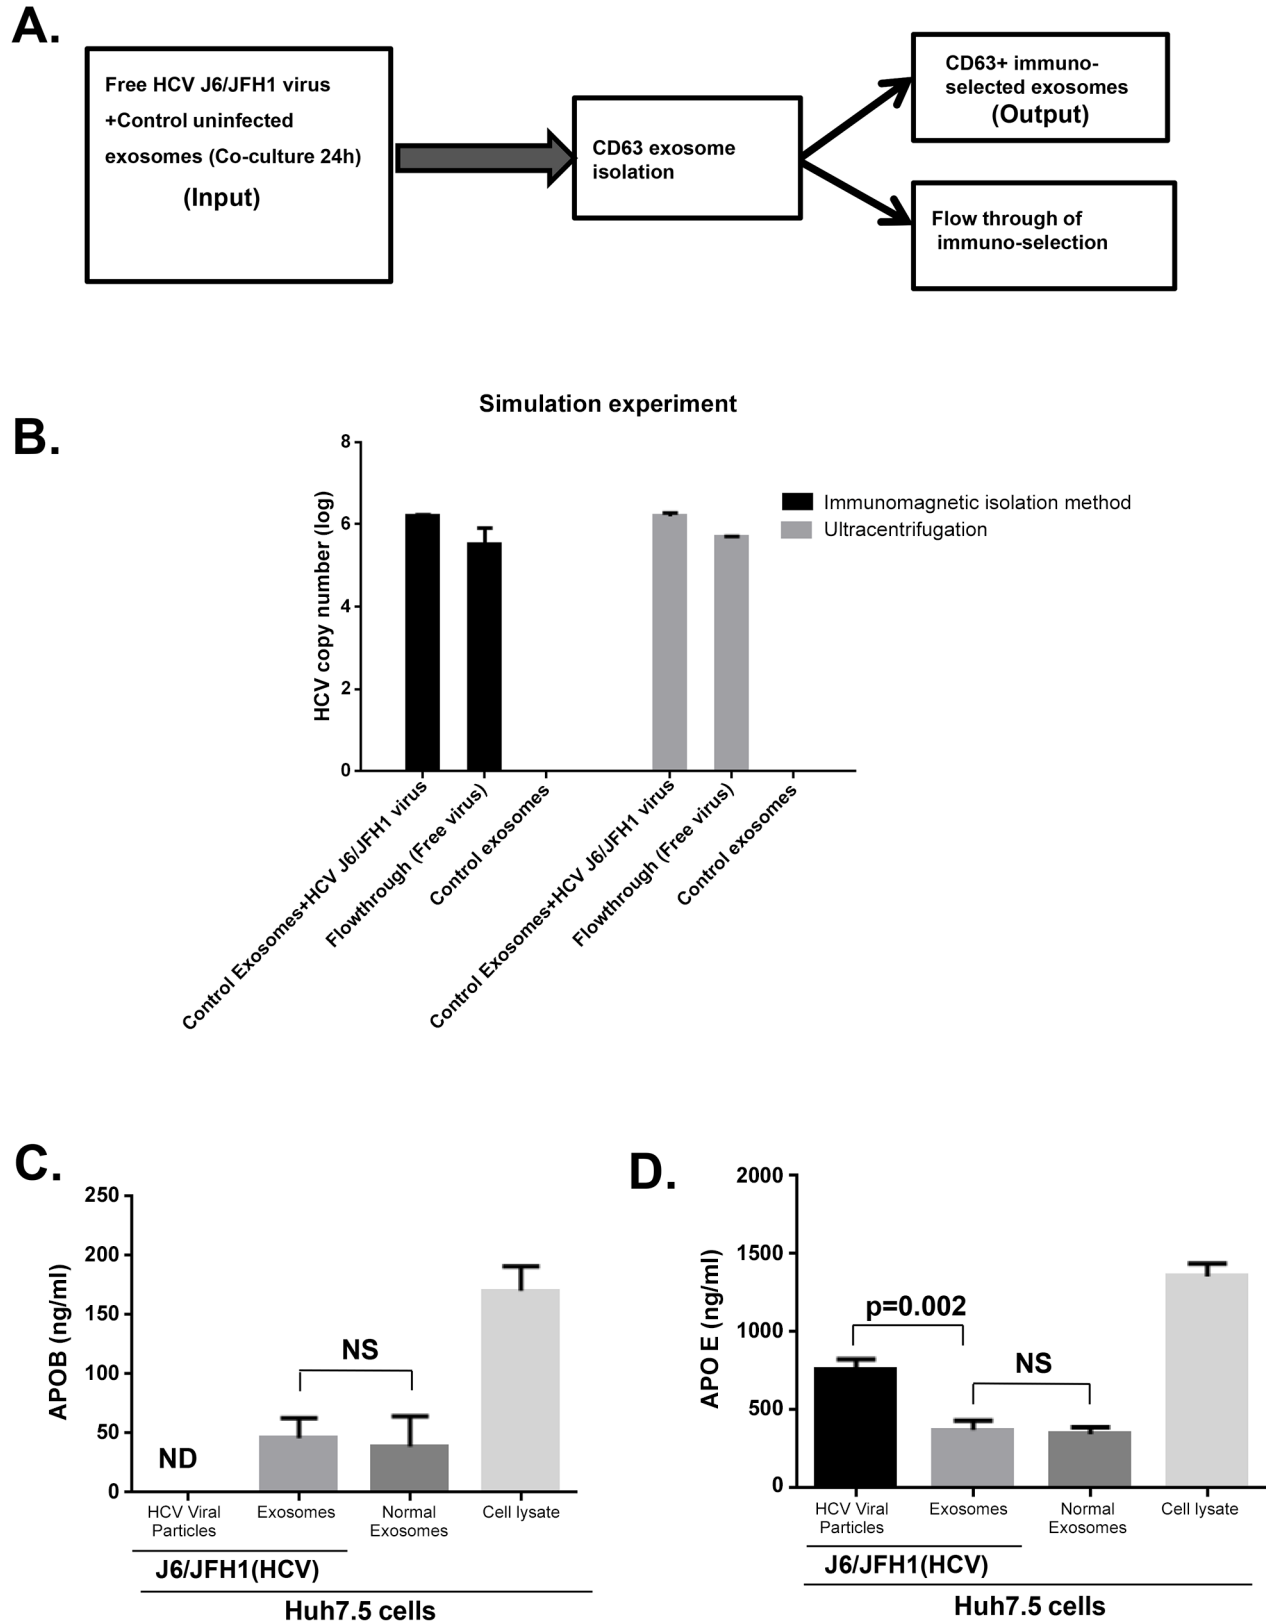 A.
Free HCV J6/JFH1 virus
+Control uninfected
exosomes (Co-culture 24h)
(Input)
CD63 exosome
isolation
CD63+ immuno-
selected exosomes
(Output)
Flow through of
immuno-selection
B.
Simulation experiment
HCV copy number (log)
8
6
4
2
0
Immunomagnetic isolation method
Ultracentrifugation
Control Exosomes+HCV J6/JFH1 virus
Flowthrough (Free virus)
Control exosomes
Control Exosomes+HCV J6/JFH1 virus
Flowthrough (Free virus)
Control exosomes
C.
APOB (ng/ml)
250
200
150
100
50
0
ND
NS
HCV Viral
Particles
Exosomes
Normal
Exosomes
Cell lysate
J6/JFH1(HCV)
Huh7.5 cells
D.
APO E (ng/ml)
2000
1500
1000
500
0
p=0.002
NS
HCV Viral
Particles
Exosomes
Normal
Exosomes
Cell lysate
J6/JFH1(HCV)
Huh7.5 cells